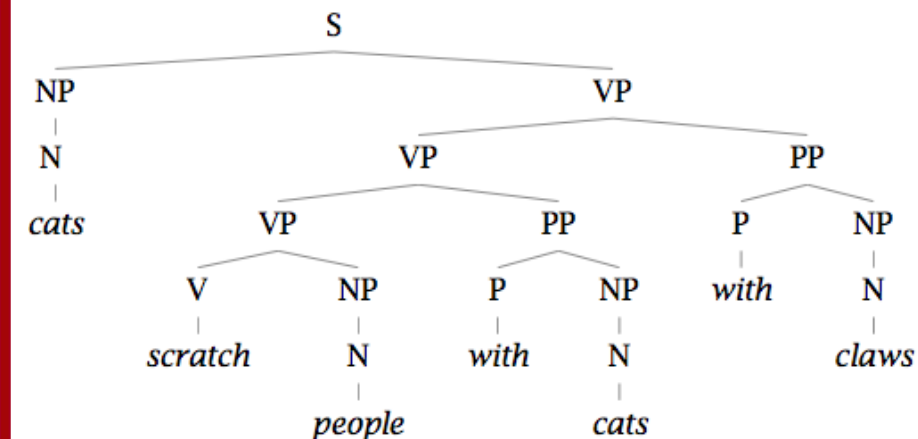 S
NP VP
N VP PP
cats VP PP P NP
V NP P NP with N
scratch N with N claws
people cats